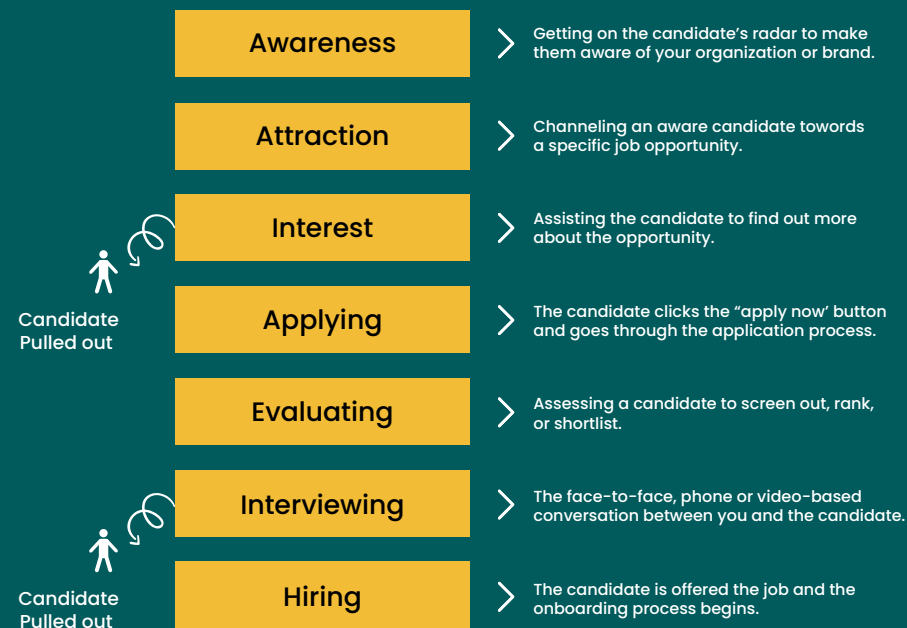 Awareness
Getting on the candidate's radar to make
them aware of your organization or brand.
Attraction
Channeling an aware candidate towards
a specific job opportunity.
Interest
Assisting the candidate to find out more
about the opportunity.
Candidate
Pulled out
Applying
The candidate clicks the “apply now’ button
and goes through the application process.
Evaluating
Assessing a candidate to screen out, rank,
or shortlist.
Interviewing
The face-to-face, phone or video-based
conversation between you and the candidate.
Candidate
Pulled out
Hiring
The candidate is offered the job and the
onboarding process begins.